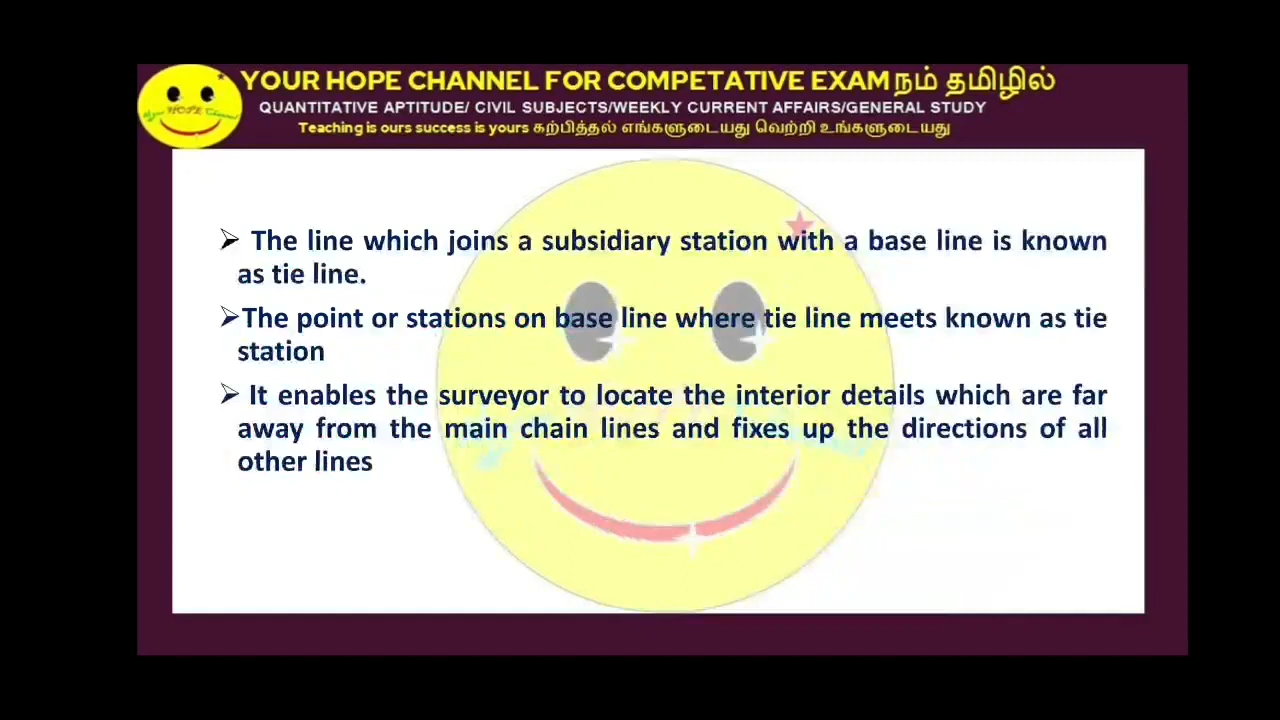 YOUR HOPE CHANNEL FOR COMPETATIVE EXAM நம் தமிழில்
QUANTITATIVE APTITUDE/ CIVIL SUBJECTS/WEEKLY CURRENT AFFAIRS/GENERAL STUDY
Teaching is ours success is yours கற்பித்தல் எங்களுடையது வெற்றி உங்களுடையது
Your HOPE Channel
➢ The line which joins a subsidiary station with a base line is known
as tie line.
➢The point or stations on base line where tie line meets known as tie
station
➢ It enables the surveyor to locate the interior details which are far
away from the main chain lines and fixes up the directions of all
other lines